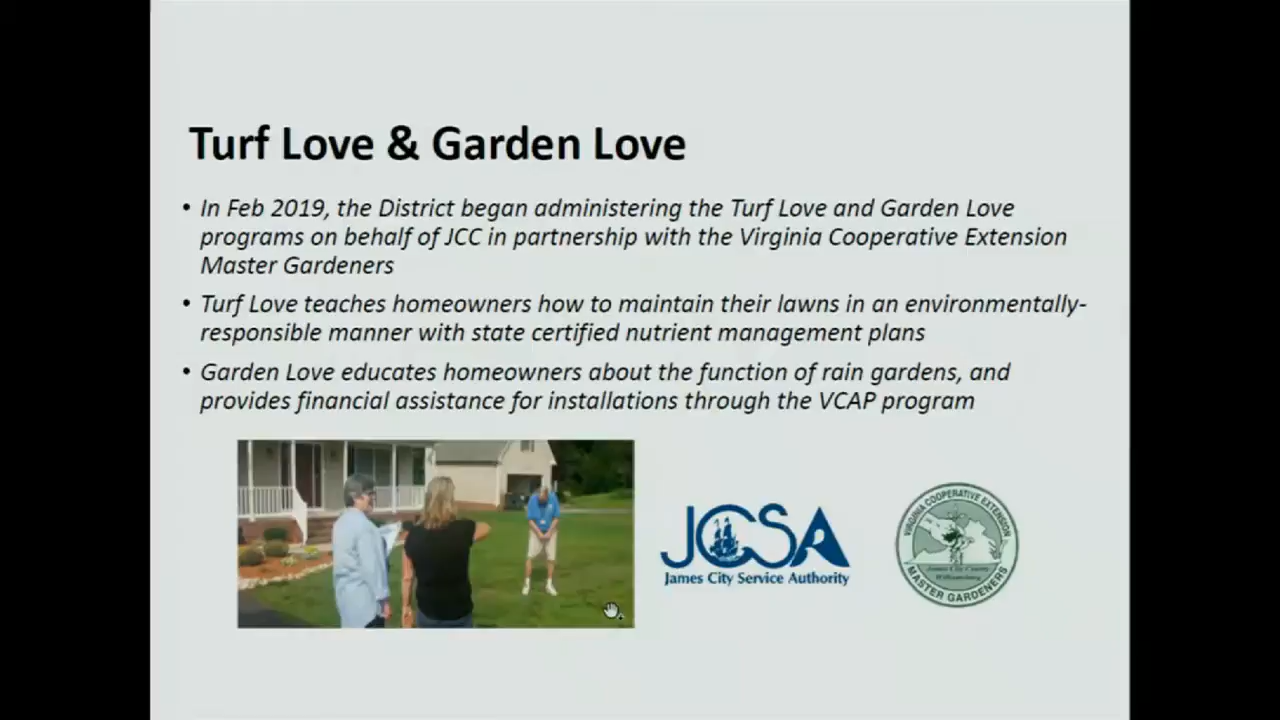 Turf Love & Garden Love
• In Feb 2019, the District began administering the Turf Love and Garden Love
programs on behalf of JCC in partnership with the Virginia Cooperative Extension
Master Gardeners
• Turf Love teaches homeowners how to maintain their lawns in an environmentally-
responsible manner with state certified nutrient management plans
• Garden Love educates homeowners about the function of rain gardens, and
provides financial assistance for installations through the VCAP program
JCSA
James City Service Authority
VIRGINIA COOPERATIVE EXTENSION
James City County
Williamsburg
MASTER GARDENERS